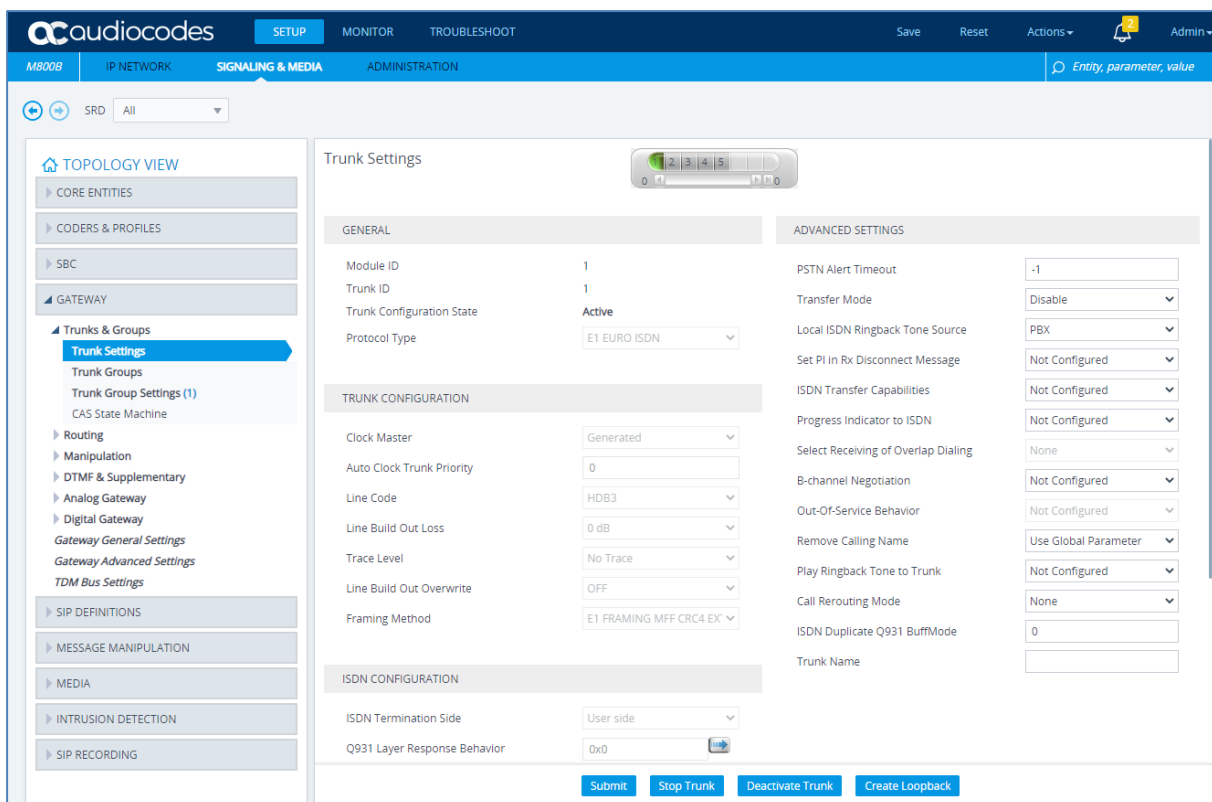 audiocodes SETUP MONITOR TROUBLESHOOT Save Reset Actions 2 Admin
M800B IP NETWORK SIGNALING & MEDIA ADMINISTRATION Entity, parameter, value
SRD All
TOPOLOGY VIEW
CORE ENTITIES
CODERS & PROFILES
SBC
GATEWAY
Trunks & Groups
Trunk Settings
Trunk Groups
Trunk Group Settings (1)
CAS State Machine
Routing
Manipulation
DTMF & Supplementary
Analog Gateway
Digital Gateway
Gateway General Settings
Gateway Advanced Settings
TDM Bus Settings
SIP DEFINITIONS
MESSAGE MANIPULATION
MEDIA
INTRUSION DETECTION
SIP RECORDING
Trunk Settings
1 2 3 4 5
0 0
GENERAL
Module ID 1
Trunk ID 1
Trunk Configuration State Active
Protocol Type E1 EURO ISDN
TRUNK CONFIGURATION
Clock Master Generated
Auto Clock Trunk Priority 0
Line Code HDB3
Line Build Out Loss 0 dB
Trace Level No Trace
Line Build Out Overwrite OFF
Framing Method E1 FRAMING MFF CRC4 EX
ISDN CONFIGURATION
ISDN Termination Side User side
Q931 Layer Response Behavior 0x0
ADVANCED SETTINGS
PSTN Alert Timeout -1
Transfer Mode Disable
Local ISDN Ringback Tone Source PBX
Set PI in Rx Disconnect Message Not Configured
ISDN Transfer Capabilities Not Configured
Progress Indicator to ISDN Not Configured
Select Receiving of Overlap Dialing None
B-channel Negotiation Not Configured
Out-Of-Service Behavior Not Configured
Remove Calling Name Use Global Parameter
Play Ringback Tone to Trunk Not Configured
Call Rerouting Mode None
ISDN Duplicate Q931 BuffMode 0
Trunk Name
Submit Stop Trunk Deactivate Trunk Create Loopback